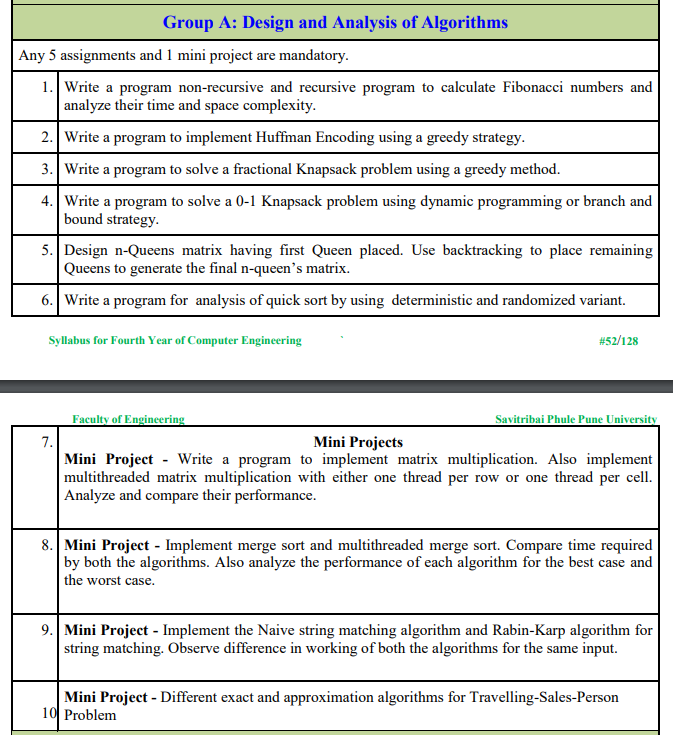 Group A: Design and Analysis of Algorithms
Any 5 assignments and 1 mini project are mandatory.
1. Write a program non-recursive and recursive program to calculate Fibonacci numbers and
analyze their time and space complexity.
2. Write a program to implement Huffman Encoding using a greedy strategy.
3. Write a program to solve a fractional Knapsack problem using a greedy method.
4. Write a program to solve a 0-1 Knapsack problem using dynamic programming or branch and
bound strategy.
5. Design n-Queens matrix having first Queen placed. Use backtracking to place remaining
Queens to generate the final n-queen's matrix.
6. Write a program for analysis of quick sort by using deterministic and randomized variant.
Syllabus for Fourth Year of Computer Engineering ` #52/128
Faculty of Engineering Savitribai Phule Pune University
7. Mini Projects
Mini Project - Write a program to implement matrix multiplication. Also implement
multithreaded matrix multiplication with either one thread per row or one thread per cell.
Analyze and compare their performance.
8. Mini Project - Implement merge sort and multithreaded merge sort. Compare time required
by both the algorithms. Also analyze the performance of each algorithm for the best case and
the worst case.
9. Mini Project - Implement the Naive string matching algorithm and Rabin-Karp algorithm for
string matching. Observe difference in working of both the algorithms for the same input.
Mini Project - Different exact and approximation algorithms for Travelling-Sales-Person
10 Problem